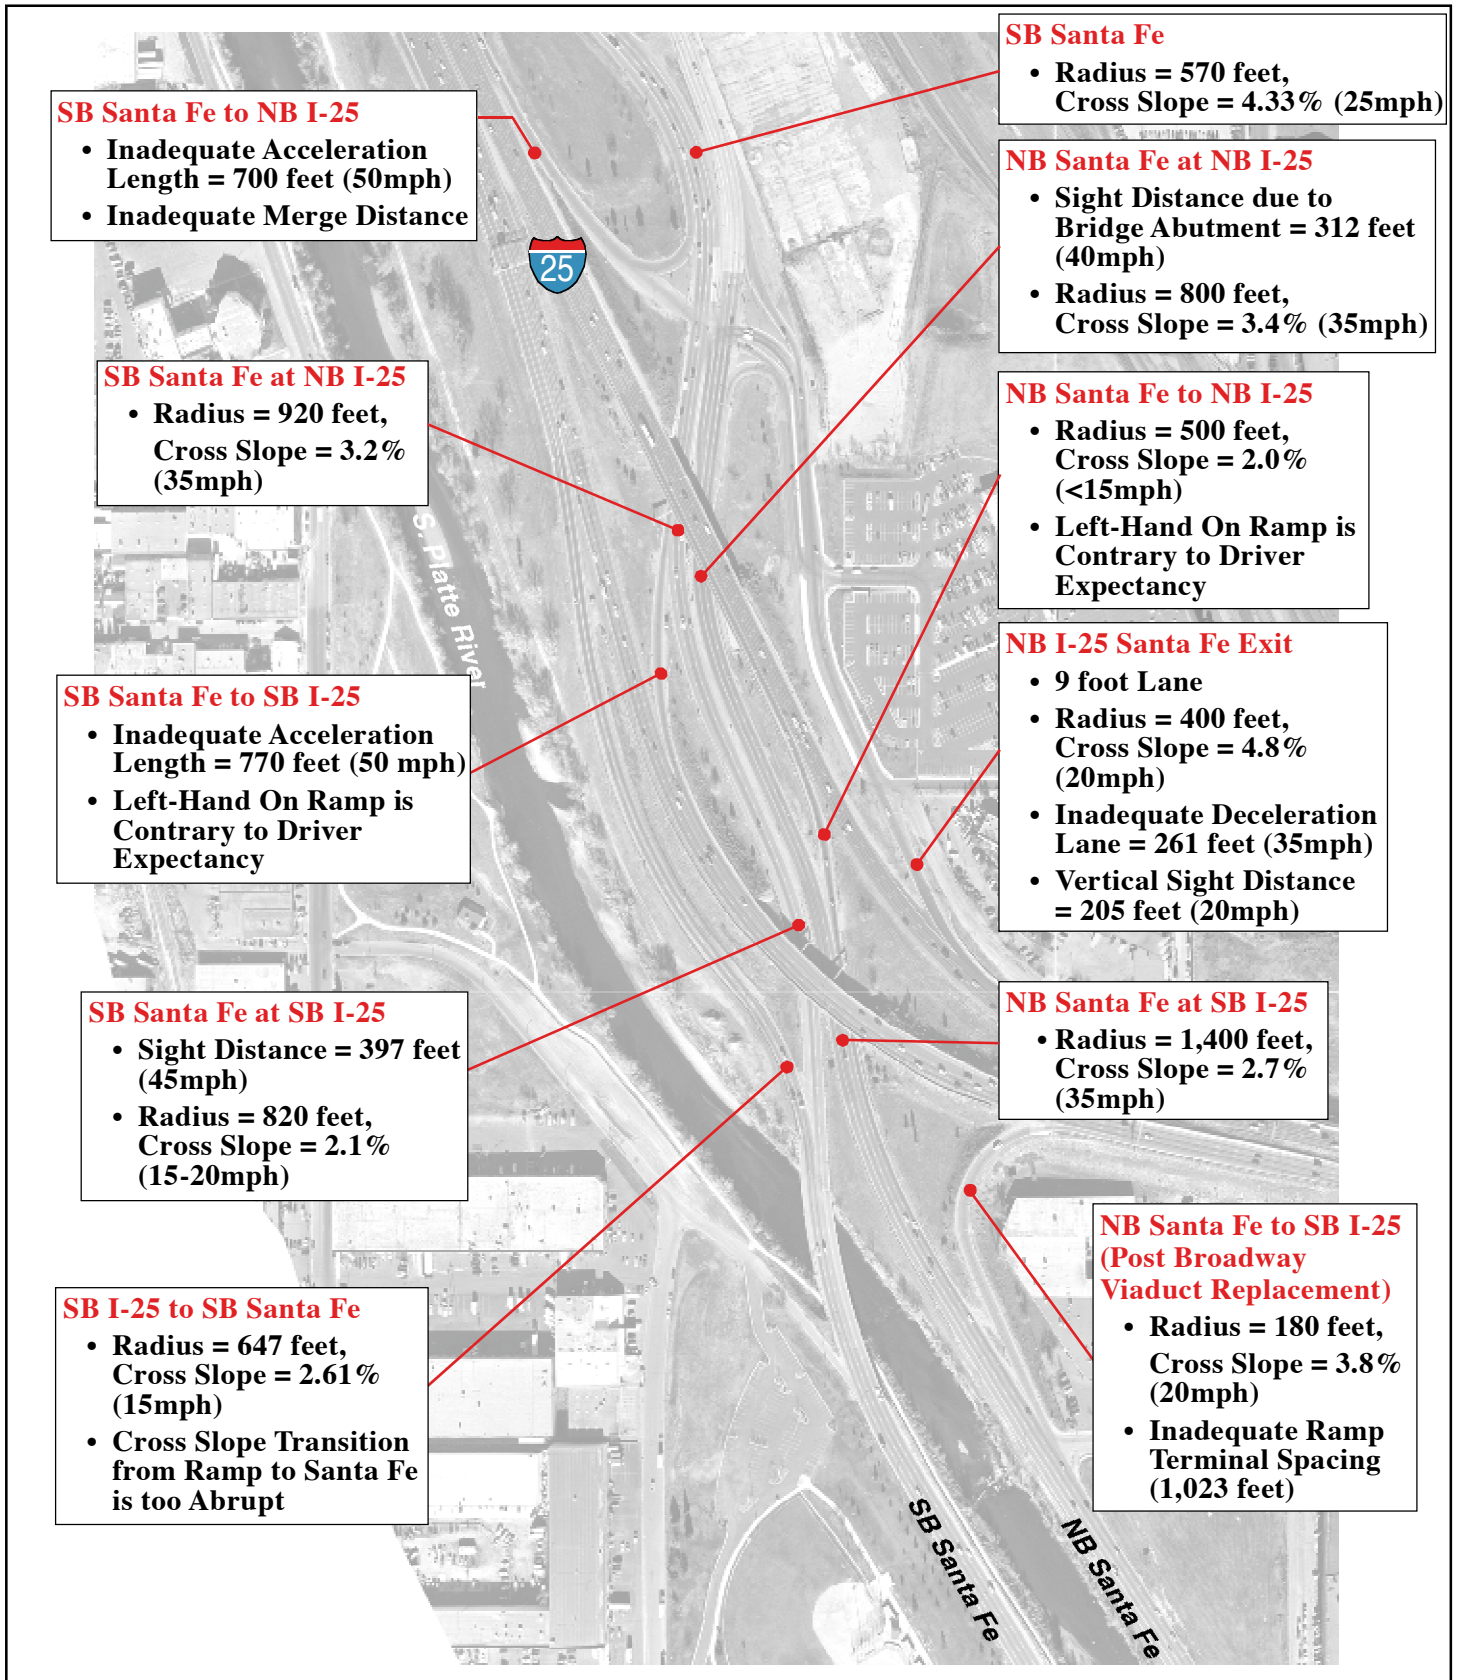 SB Santa Fe
• Radius = 570 feet,
Cross Slope = 4.33% (25mph)
SB Santa Fe to NB I-25
• Inadequate Acceleration
Length = 700 feet (50mph)
• Inadequate Merge Distance
NB Santa Fe at NB I-25
• Sight Distance due to
Bridge Abutment = 312 feet
(40mph)
• Radius = 800 feet,
Cross Slope = 3.4% (35mph)
25
SB Santa Fe at NB I-25
• Radius = 920 feet,
Cross Slope = 3.2%
(35mph)
NB Santa Fe to NB I-25
• Radius = 500 feet,
Cross Slope = 2.0%
(<15mph)
• Left-Hand On Ramp is
Contrary to Driver
Expectancy
S. Platte River
NB I-25 Santa Fe Exit
• 9 foot Lane
• Radius = 400 feet,
Cross Slope = 4.8%
(20mph)
• Inadequate Deceleration
Lane = 261 feet (35mph)
• Vertical Sight Distance
= 205 feet (20mph)
SB Santa Fe to SB I-25
• Inadequate Acceleration
Length = 770 feet (50 mph)
• Left-Hand On Ramp is
Contrary to Driver
Expectancy
SB Santa Fe at SB I-25
• Sight Distance = 397 feet
(45mph)
• Radius = 820 feet,
Cross Slope = 2.1%
(15-20mph)
NB Santa Fe at SB I-25
• Radius = 1,400 feet,
Cross Slope = 2.7%
(35mph)
NB Santa Fe to SB I-25
(Post Broadway
Viaduct Replacement)
• Radius = 180 feet,
Cross Slope = 3.8%
(20mph)
• Inadequate Ramp
Terminal Spacing
(1,023 feet)
SB I-25 to SB Santa Fe
• Radius = 647 feet,
Cross Slope = 2.61%
(15mph)
• Cross Slope Transition
from Ramp to Santa Fe
is too Abrupt
SB Santa Fe
NB Santa Fe